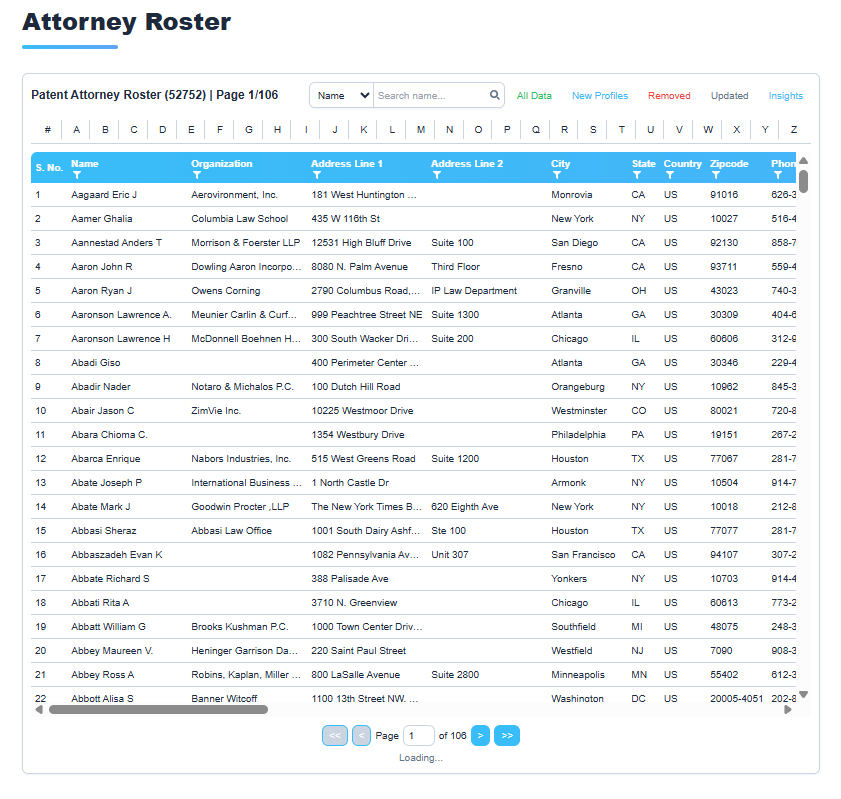 Attorney Roster
Patent Attorney Roster (52752) | Page 1/106 Name Search name... All Data New Profiles Removed Updated Insights
# A B C D E F G H I J K L M N O P Q R S T U V W X Y Z
S. No. Name Organization Address Line 1 Address Line 2 City State Country Zipcode Phon
1 Aagaard Eric J Aerovironment, Inc. 181 West Huntington ... Monrovia CA US 91016 626-3
2 Aamer Ghalia Columbia Law School 435 W 116th St New York NY US 10027 516-4
3 Aannestad Anders T Morrison & Foerster LLP 12531 High Bluff Drive Suite 100 San Diego CA US 92130 858-7
4 Aaron John R Dowling Aaron Incorpo... 8080 N. Palm Avenue Third Floor Fresno CA US 93711 559-4
5 Aaron Ryan J Owens Corning 2790 Columbus Road,... IP Law Department Granville OH US 43023 740-3
6 Aaronson Lawrence A. Meunier Carlin & Curf... 999 Peachtree Street NE Suite 1300 Atlanta GA US 30309 404-6
7 Aaronson Lawrence H McDonnell Boehnen H... 300 South Wacker Dri... Suite 200 Chicago IL US 60606 312-9
8 Abadi Giso 400 Perimeter Center ... Atlanta GA US 30346 229-4
9 Abadir Nader Notaro & Michalos P.C. 100 Dutch Hill Road Orangeburg NY US 10962 845-3
10 Abair Jason C ZimVie Inc. 10225 Westmoor Drive Westminster CO US 80021 720-8
11 Abara Chioma C. 1354 Westbury Drive Philadelphia PA US 19151 267-2
12 Abarca Enrique Nabors Industries, Inc. 515 West Greens Road Suite 1200 Houston TX US 77067 281-7
13 Abate Joseph P International Business ... 1 North Castle Dr Armonk NY US 10504 914-7
14 Abate Mark J Goodwin Procter ,LLP The New York Times B... 620 Eighth Ave New York NY US 10018 212-8
15 Abbasi Sheraz Abbasi Law Office 1001 South Dairy Ashf... Ste 100 Houston TX US 77077 281-7
16 Abbaszadeh Evan K 1082 Pennsylvania Av... Unit 307 San Francisco CA US 94107 307-2
17 Abbate Richard S 388 Palisade Ave Yonkers NY US 10703 914-4
18 Abbati Rita A 3710 N. Greenview Chicago IL US 60613 773-2
19 Abbatt William G Brooks Kushman P.C. 1000 Town Center Driv... Southfield MI US 48075 248-3
20 Abbey Maureen V. Heninger Garrison Da... 220 Saint Paul Street Westfield NJ US 7090 908-3
21 Abbey Ross A Robins, Kaplan, Miller ... 800 LaSalle Avenue Suite 2800 Minneapolis MN US 55402 612-3
22 Abbott Alisa S Banner Witcoff 1100 13th Street NW. ... Washington DC US 20005-4051 202-8
<< < Page 1 of 106 > >>
Loading...